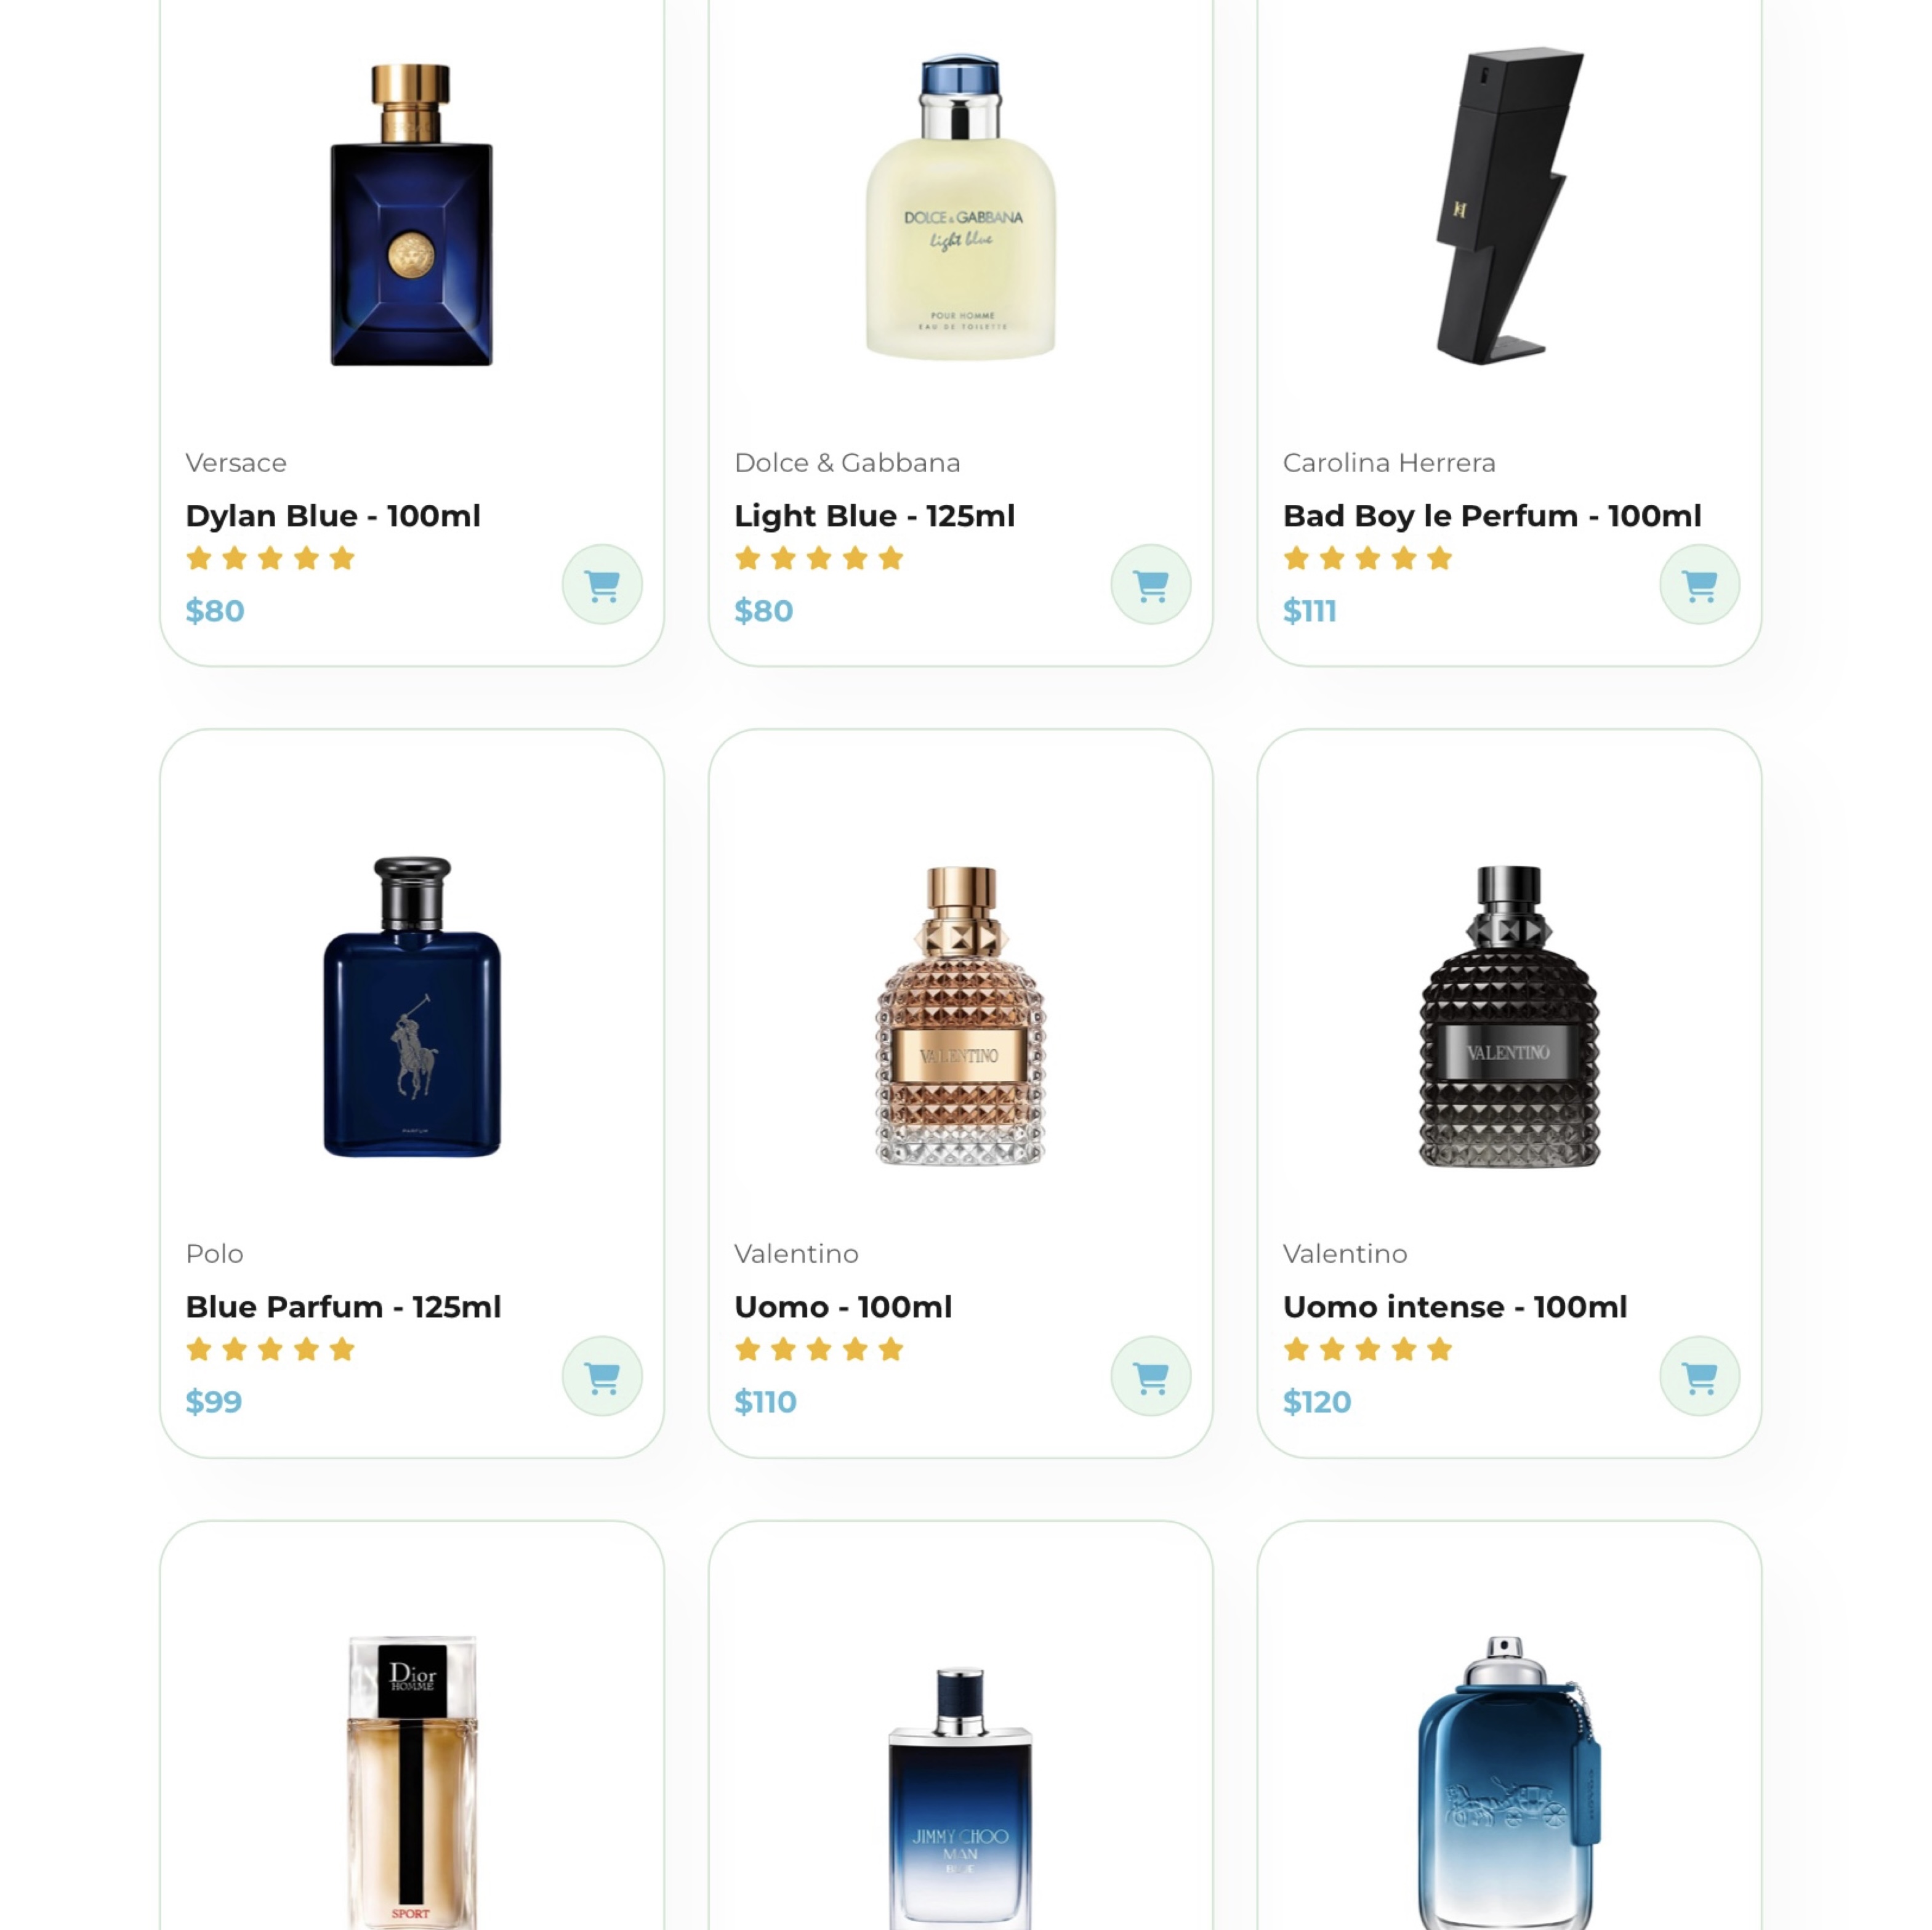 DOLCE & GABBANA
light blue
POUR HOMME
EAU DE TOILETTE
Versace
Dylan Blue - 100ml
$80
Dolce & Gabbana
Light Blue - 125ml
$80
Carolina Herrera
Bad Boy le Perfum - 100ml
$111
PARFUM
VALENTINO
VALENTINO
Polo
Blue Parfum - 125ml
$99
Valentino
Uomo - 100ml
$110
Valentino
Uomo intense - 100ml
$120
Dior
HOMME
SPORT
JIMMY CHOO
MAN
BLUE